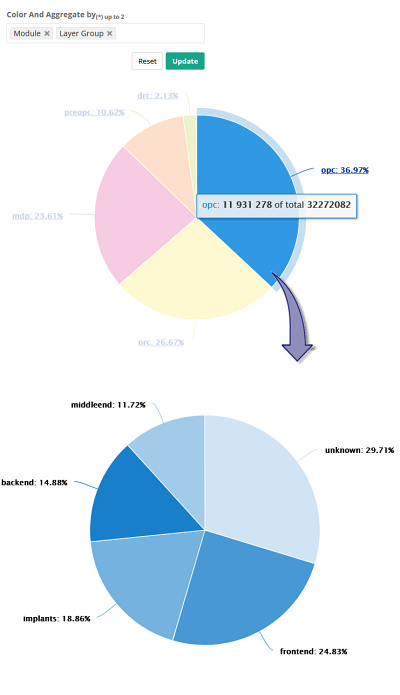 Color And Aggregate by(*) up to 2
Module ✖ Layer Group ✖
Reset Update
drc: 2.13%
preopc: 10.62%
opc: 36.97%
opc: 11 931 278 of total 32272082
mdp: 23.61%
orc: 26.67%
middleend: 11.72%
unknown: 29.71%
backend: 14.88%
implants: 18.86%
frontend: 24.83%